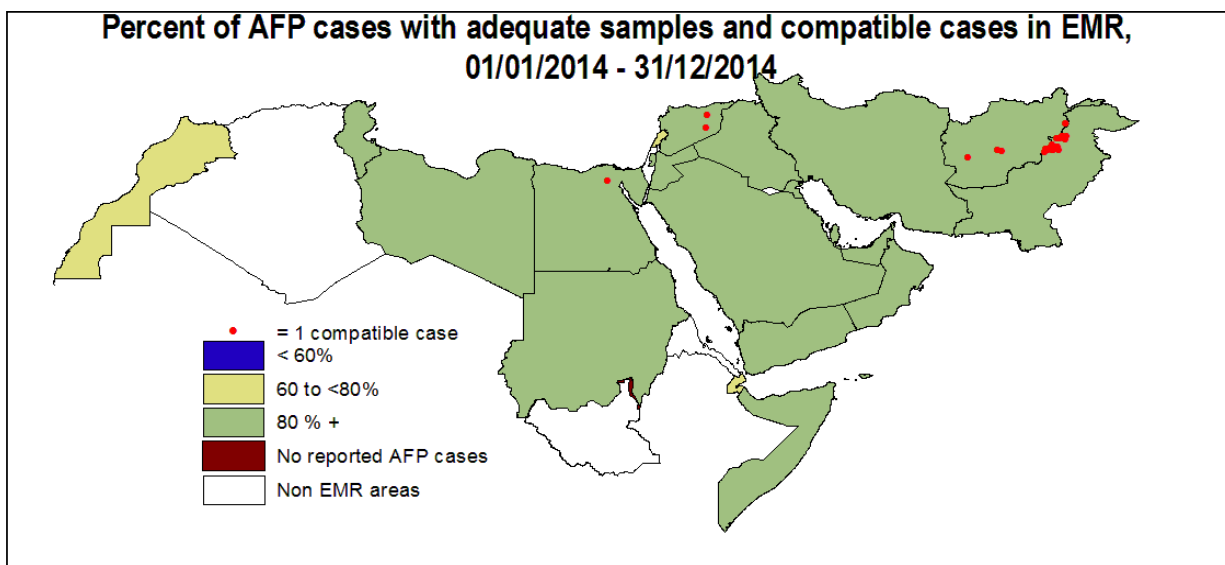 Percent of AFP cases with adequate samples and compatible cases in EMR,
01/01/2014 - 31/12/2014
= 1 compatible case
< 60%
60 to <80%
80 % +
No reported AFP cases
Non EMR areas